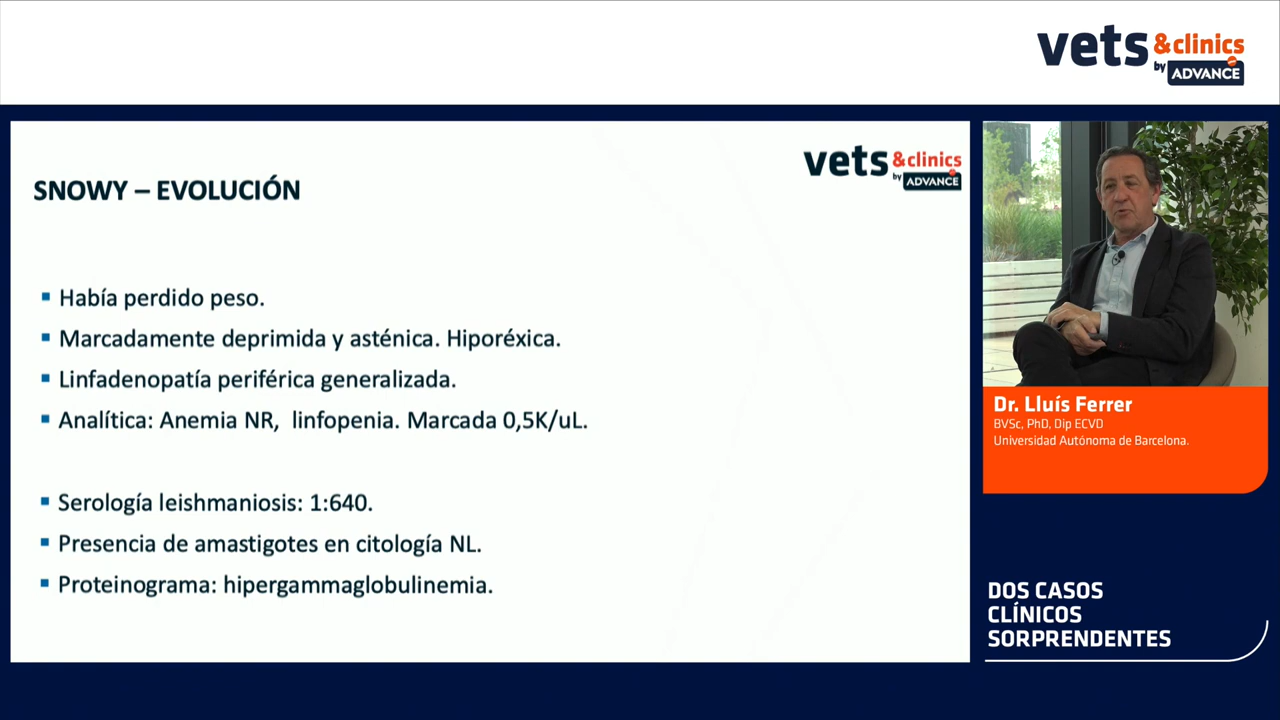 vets &clinics
by ADVANCE
vets &clinics
by ADVANCE
SNOWY – EVOLUCIÓN
▪ Había perdido peso.
▪ Marcadamente deprimida y asténica. Hiporéxica.
▪ Linfadenopatía periférica generalizada.
▪ Analítica: Anemia NR, linfopenia. Marcada 0,5K/uL.
▪ Serología leishmaniosis: 1:640.
▪ Presencia de amastigotes en citología NL.
▪ Proteinograma: hipergammaglobulinemia.
Dr. Lluís Ferrer
BVSc, PhD, Dip ECVD
Universidad Autónoma de Barcelona.
DOS CASOS
CLÍNICOS
SORPRENDENTES